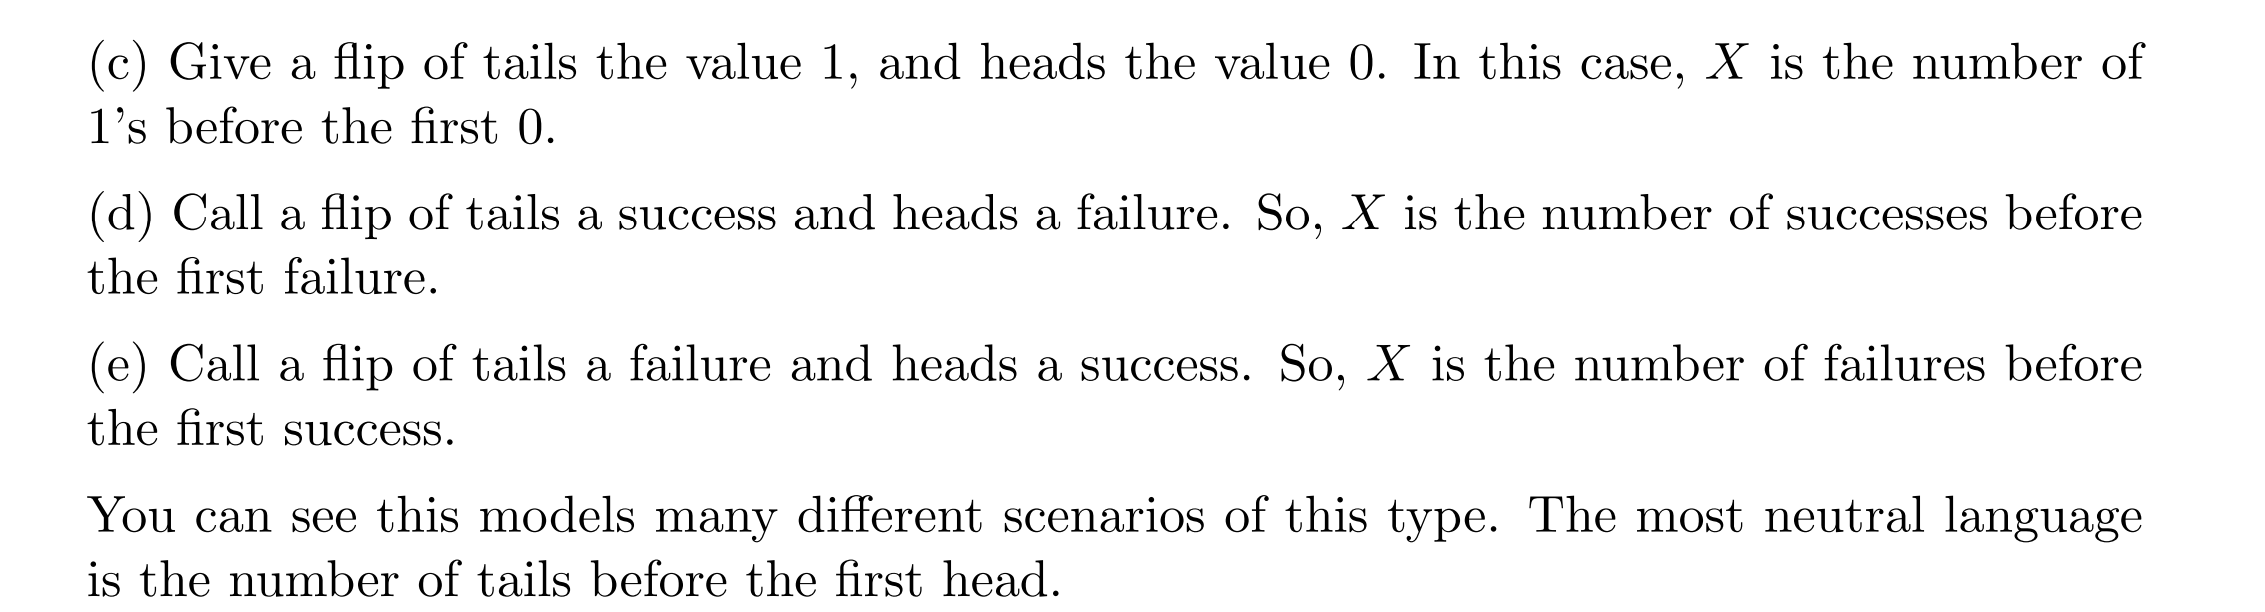 (c) Give a flip of tails the value 1, and heads the value 0. In this case, X is the number of
1’s before the first 0.
(d) Call a flip of tails a success and heads a failure. So, X is the number of successes before
the first failure.
(e) Call a flip of tails a failure and heads a success. So, X is the number of failures before
the first success.
You can see this models many different scenarios of this type. The most neutral language
is the number of tails before the first head.